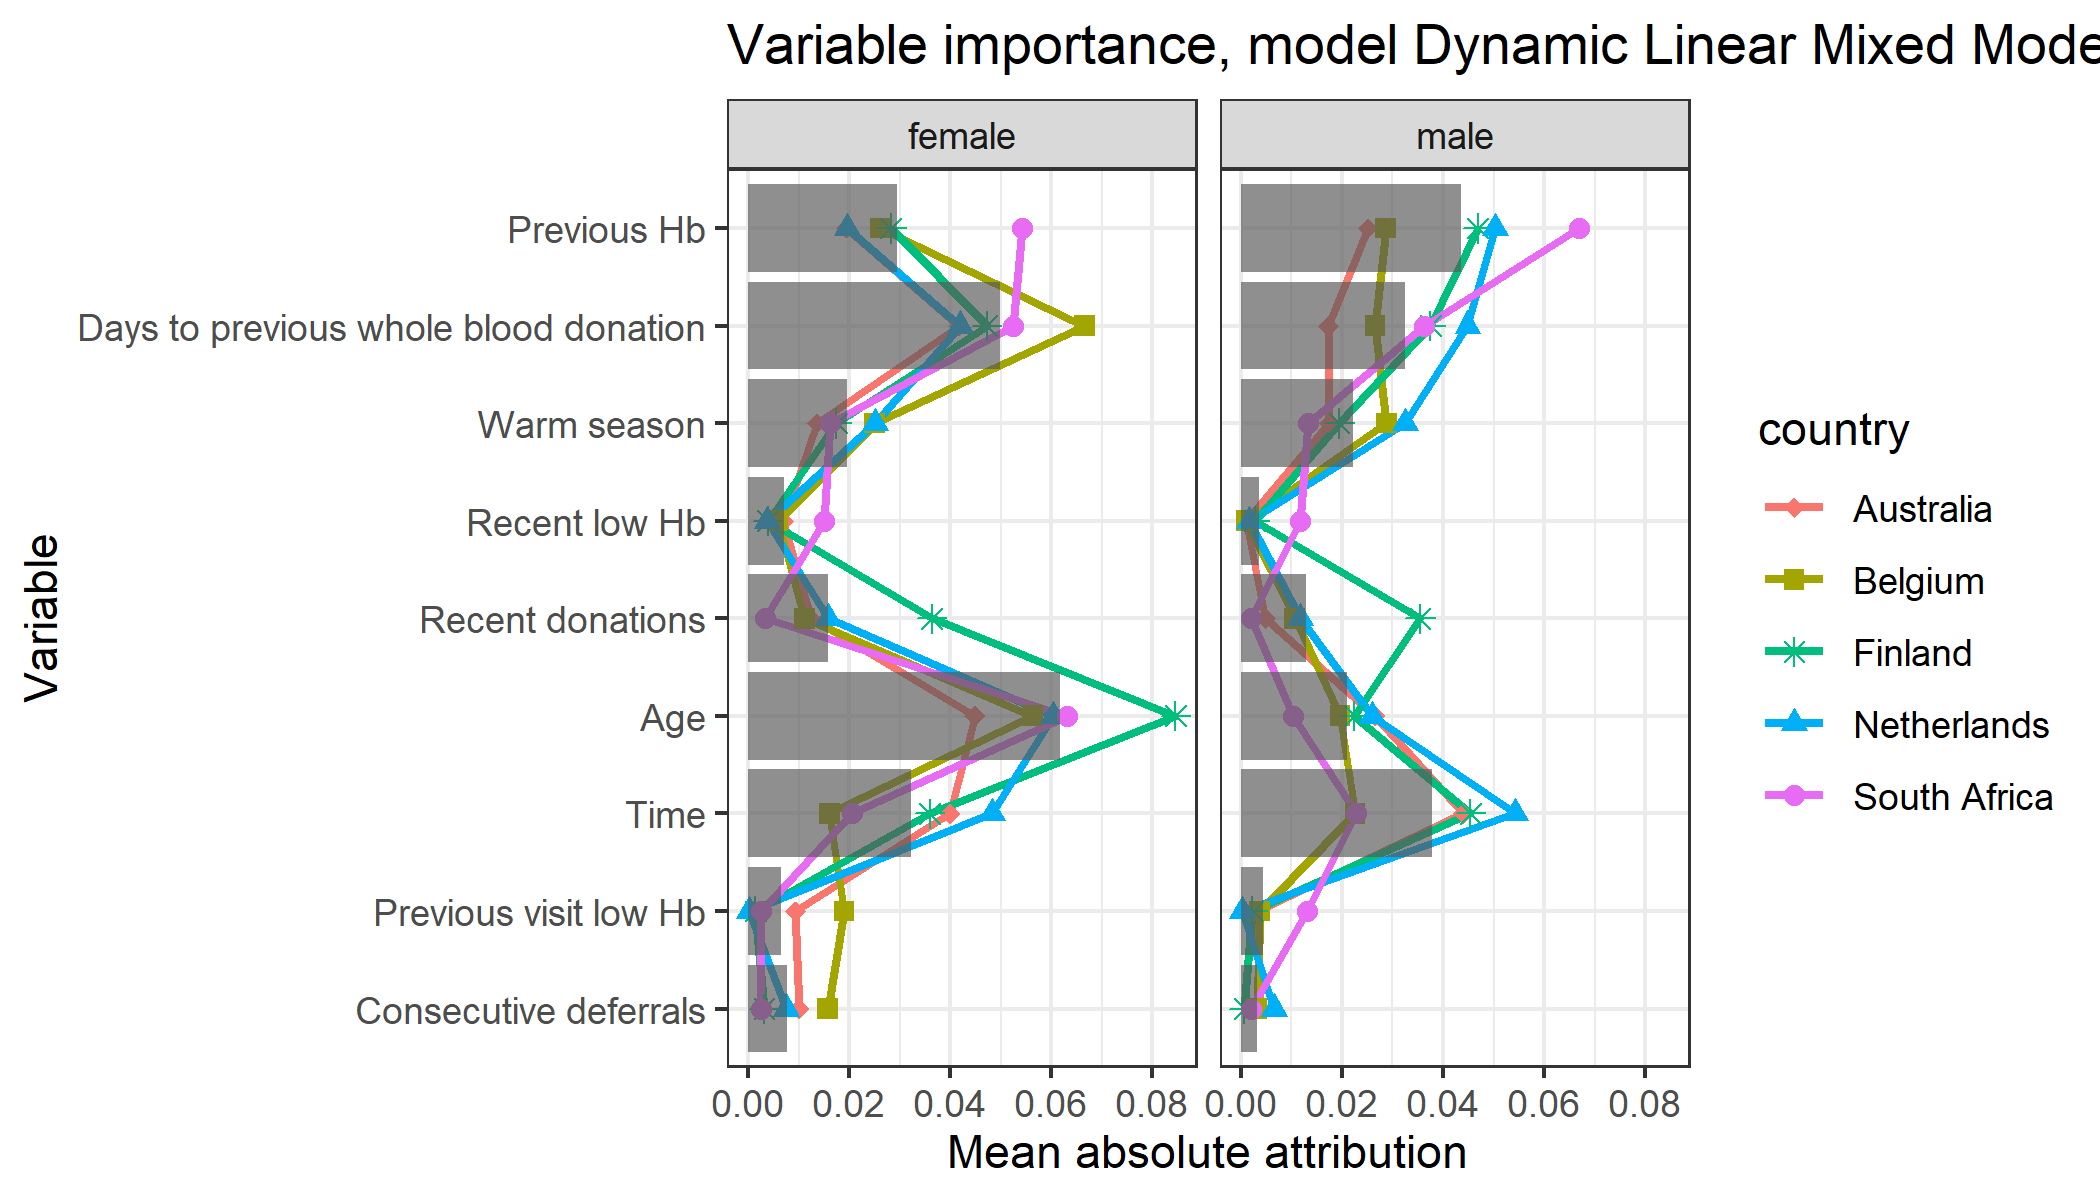 Variable importance, model Dynamic Linear Mixed Mode
female
male
Previous Hb
Days to previous whole blood donation
Warm season
Recent low Hb
Recent donations
Age
Time
Previous visit low Hb
Consecutive deferrals
Variable
0.00 0.02 0.04 0.06 0.08
0.00 0.02 0.04 0.06 0.08
Mean absolute attribution
country
Australia
Belgium
Finland
Netherlands
South Africa